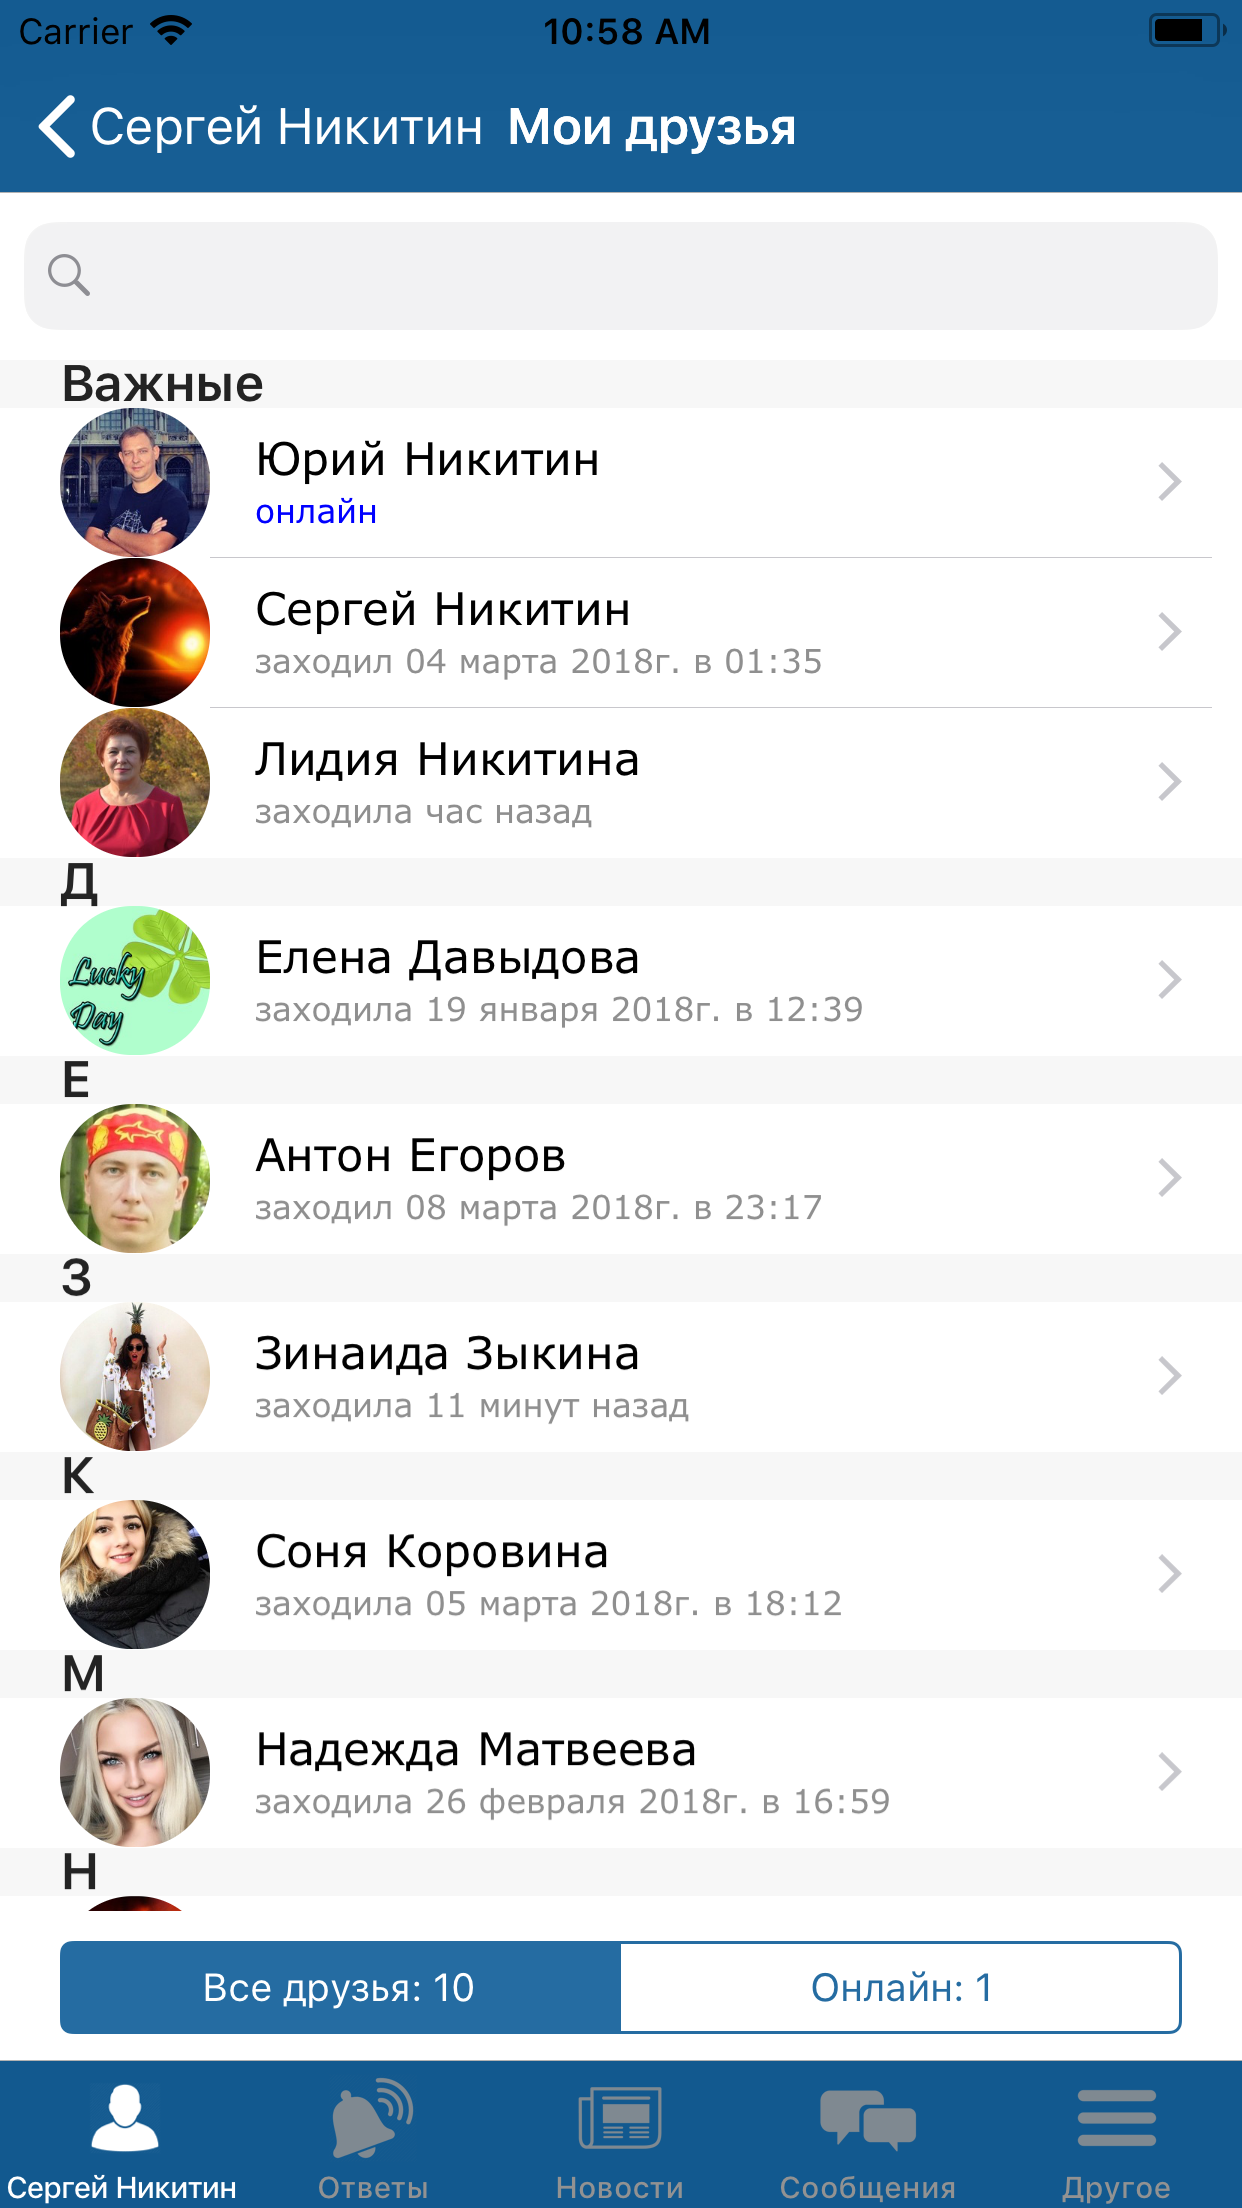 Carrier 10:58 AM
Сергей Никитин Мои друзья
Важные
Юрий Никитин
онлайн
Сергей Никитин
заходил 04 марта 2018г. в 01:35
Лидия Никитина
заходила час назад
Д
Lucky
Day
Елена Давыдова
заходила 19 января 2018г. в 12:39
Е
Антон Егоров
заходил 08 марта 2018г. в 23:17
З
Зинаида Зыкина
заходила 11 минут назад
К
Соня Коровина
заходила 05 марта 2018г. в 18:12
М
Надежда Матвеева
заходила 26 февраля 2018г. в 16:59
Н
Все друзья: 10 Онлайн: 1
Сергей Никитин Ответы Новости Сообщения Другое